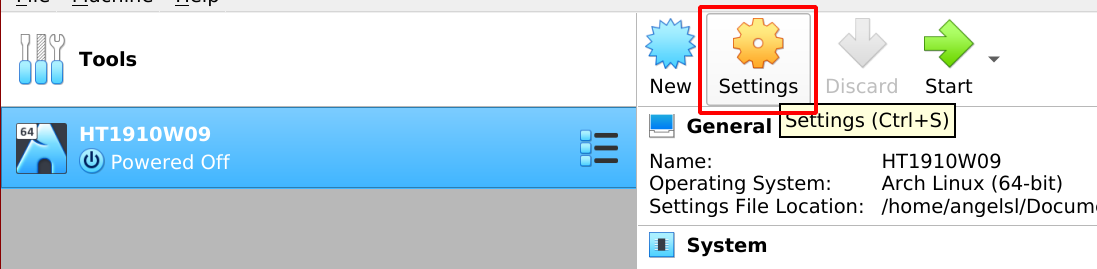 File Machine Help
Tools
New Settings Discard Start
64
HT1910W09
Powered Off
Settings (Ctrl+S)
General
Name: HT1910W09
Operating System: Arch Linux (64-bit)
Settings File Location: /home/angelsl/Docum
System